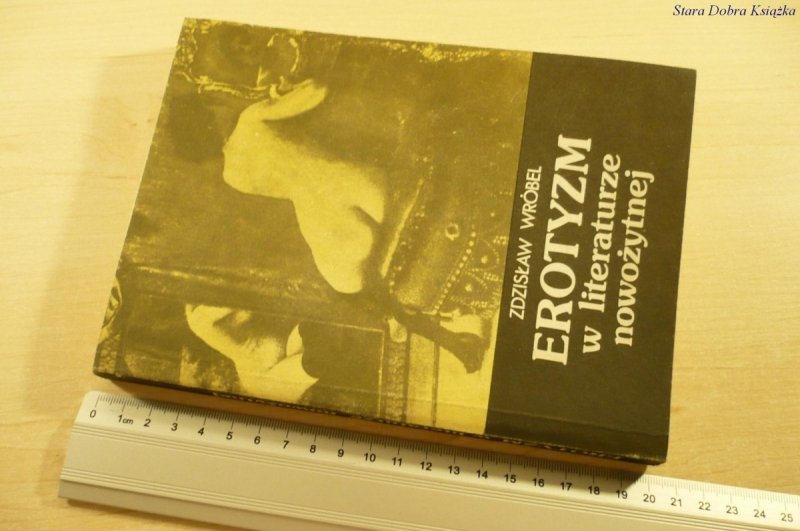 Stara Dobra Książka
ZDZISŁAW WRÓBEL
EROTYZM
w literaturze
nowożytnej
0 1cm 2 3 4 5 6 7 8 9 10 11 12 13 14 15 16 17 18 19 20 21 22 23 24 25